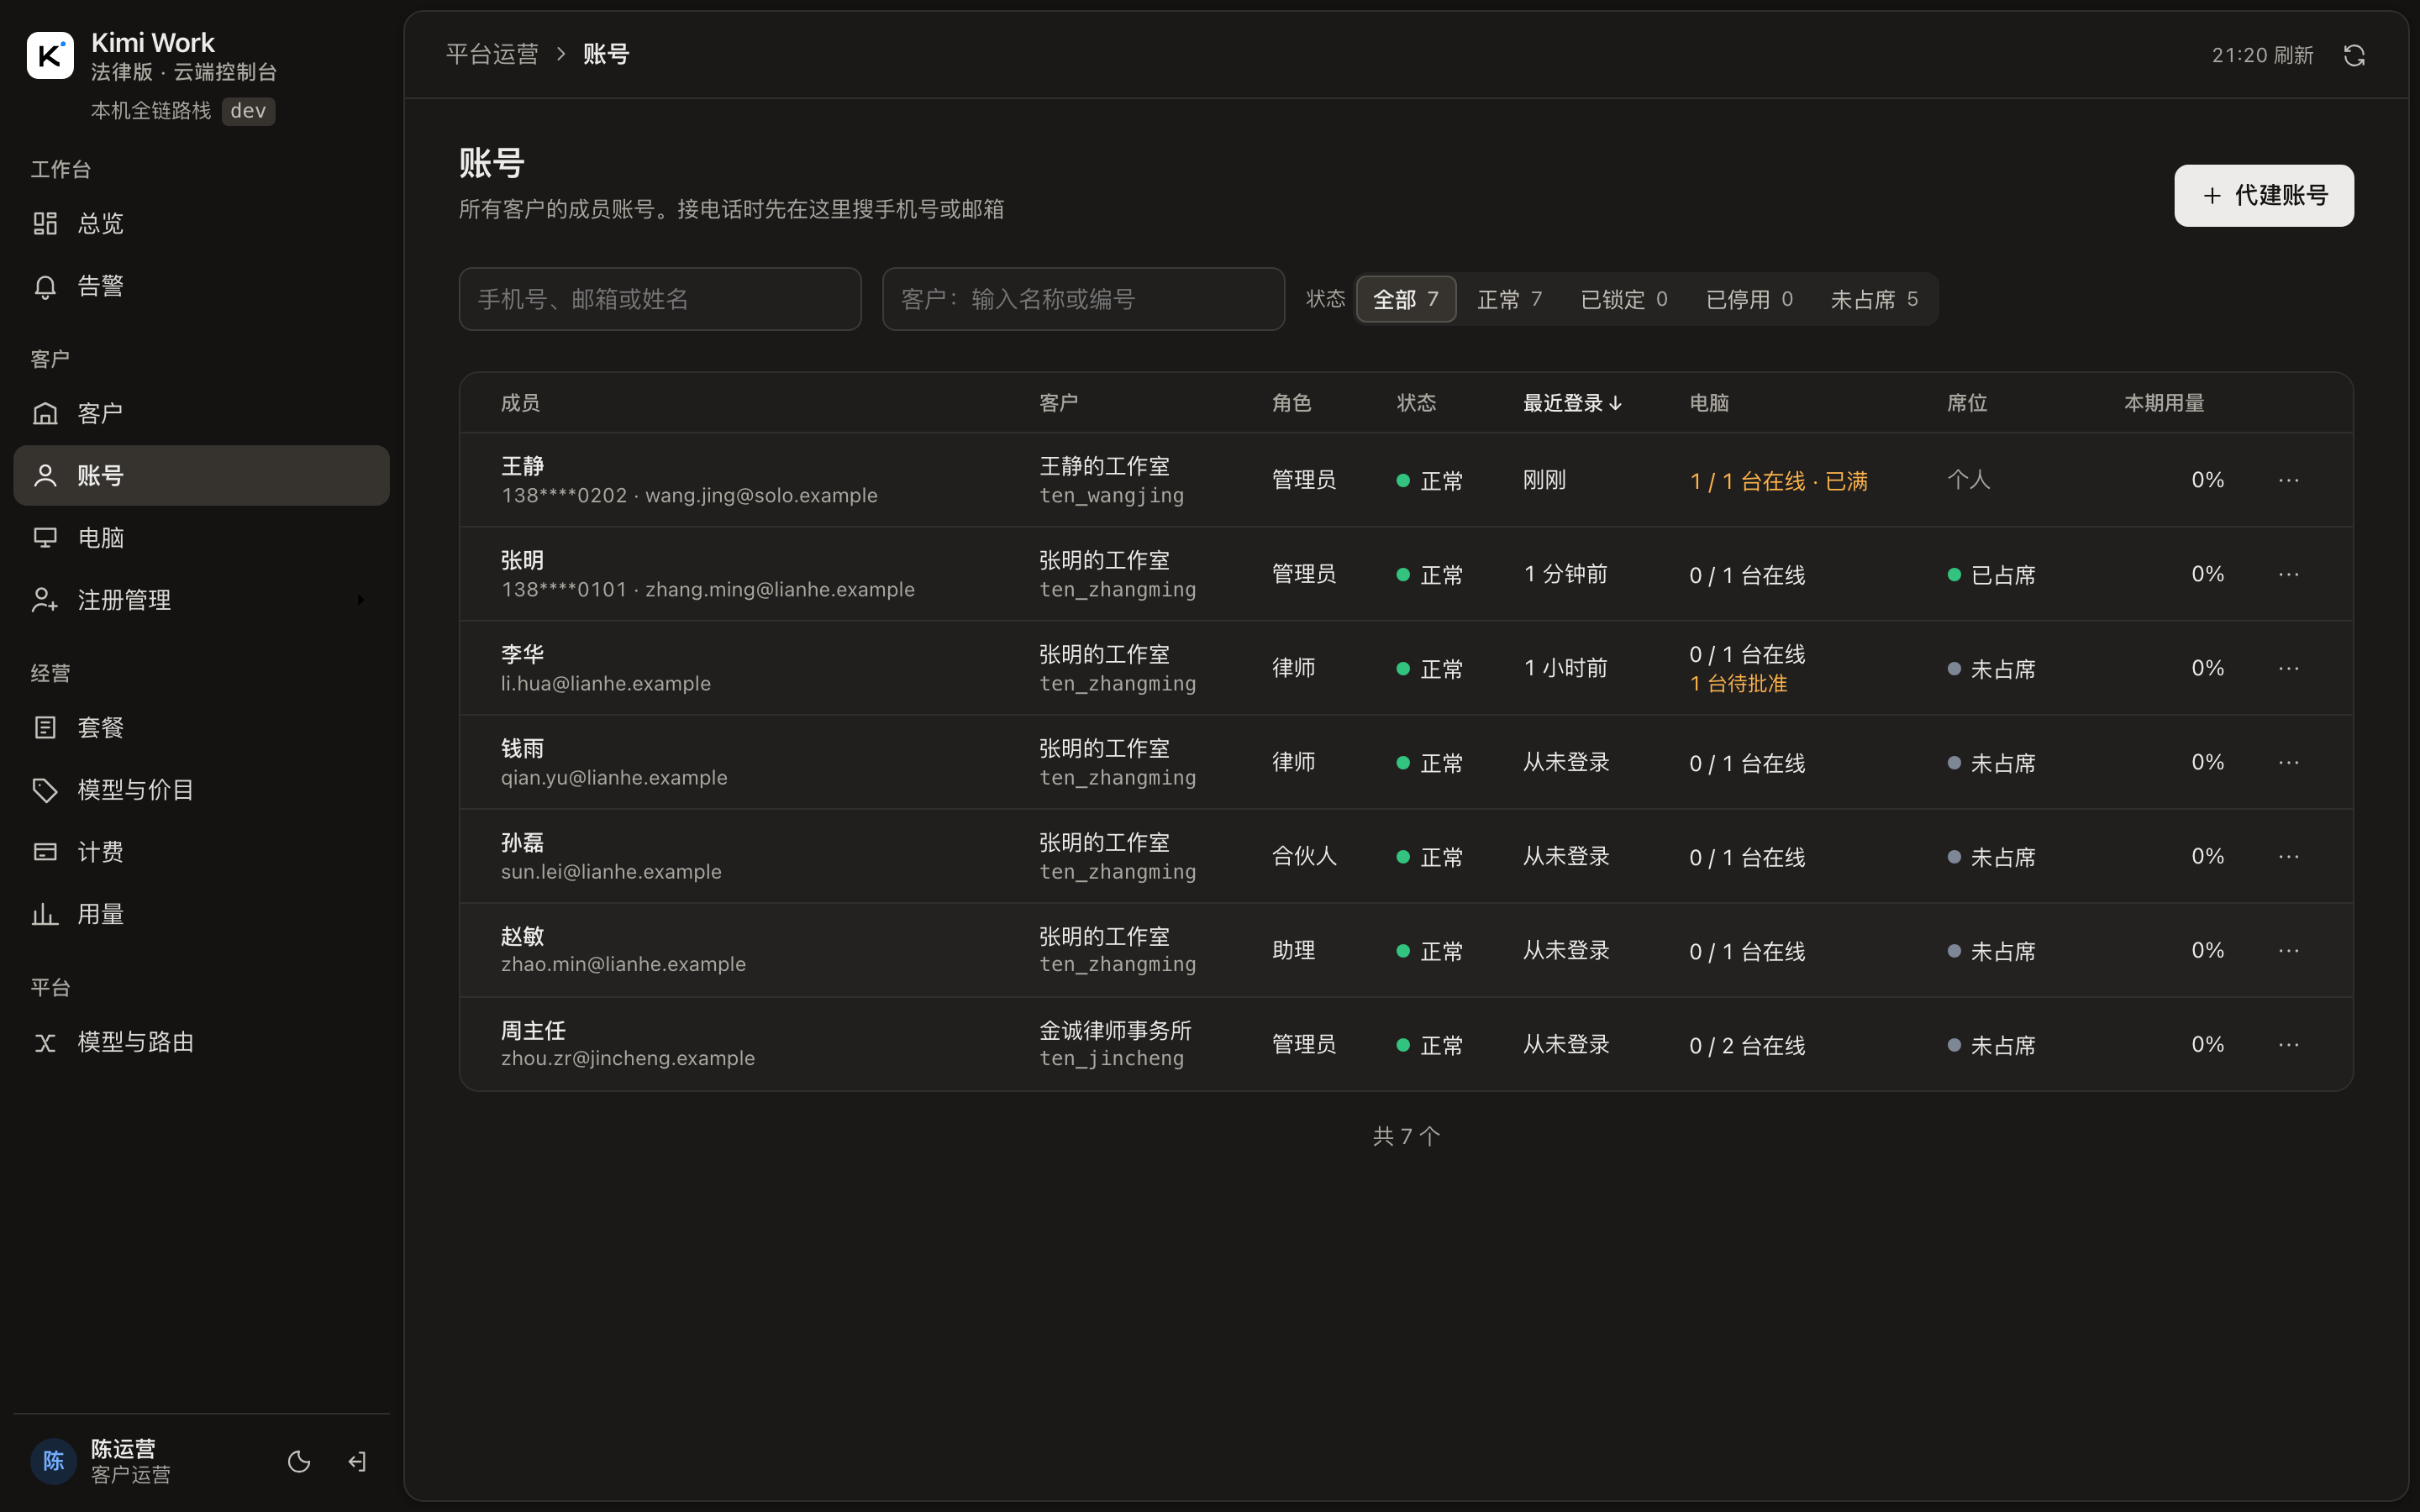 Kimi Work
法律版 · 云端控制台
本机全链路栈 dev
工作台
总览
告警
客户
客户
账号
电脑
注册管理
经营
套餐
模型与价目
计费
用量
平台
模型与路由
陈 陈运营
客户运营
平台运营 > 账号
21:20 刷新
账号
所有客户的成员账号。接电话时先在这里搜手机号或邮箱
+ 代建账号
手机号、邮箱或姓名
客户：输入名称或编号
状态 全部 7 正常 7 已锁定 0 已停用 0 未占席 5
成员 客户 角色 状态 最近登录↓ 电脑 席位 本期用量
王静 王静的工作室 管理员 正常 刚刚 1 / 1 台在线 · 已满 个人 0% ···
138****0202 · wang.jing@solo.example ten_wangjing
张明 张明的工作室 管理员 正常 1 分钟前 0 / 1 台在线 已占席 0% ···
138****0101 · zhang.ming@lianhe.example ten_zhangming
李华 张明的工作室 律师 正常 1 小时前 0 / 1 台在线 未占席 0% ···
li.hua@lianhe.example ten_zhangming 1 台待批准
钱雨 张明的工作室 律师 正常 从未登录 0 / 1 台在线 未占席 0% ···
qian.yu@lianhe.example ten_zhangming
孙磊 张明的工作室 合伙人 正常 从未登录 0 / 1 台在线 未占席 0% ···
sun.lei@lianhe.example ten_zhangming
赵敏 张明的工作室 助理 正常 从未登录 0 / 1 台在线 未占席 0% ···
zhao.min@lianhe.example ten_zhangming
周主任 金诚律师事务所 管理员 正常 从未登录 0 / 2 台在线 未占席 0% ···
zhou.zr@jincheng.example ten_jincheng
共 7 个